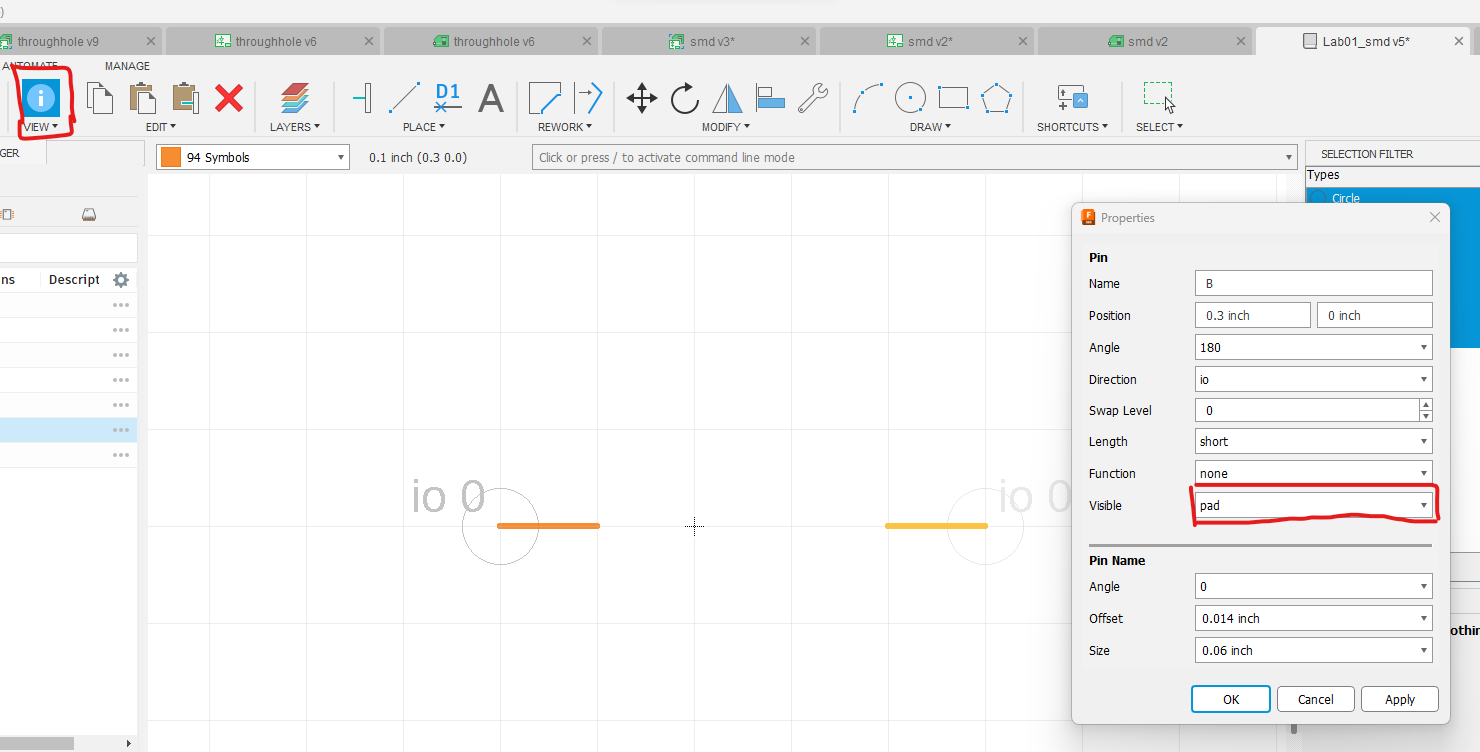 )
throughhole v9
throughhole v6
throughhole v6
smd v3*
smd v2*
smd v2
Lab01_smd v5*
AUTOMATE
MANAGE
D1
A
VIEW
EDIT
LAYERS
PLACE
REWORK
MODIFY
DRAW
SHORTCUTS
SELECT
GER
94 Symbols
0.1 inch (0.3 0.0)
Click or press / to activate command line mode
SELECTION FILTER
Types
Circle
ns
Descript
io 0
io 0
Properties
Pin
Name
B
Position
0.3 inch
0 inch
Angle
180
Direction
io
Swap Level
0
Length
short
Function
none
Visible
pad
Pin Name
Angle
0
Offset
0.014 inch
Size
0.06 inch
OK
Cancel
Apply
othin